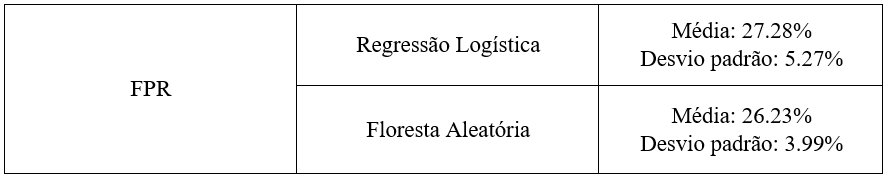 FPR
Regressão Logística
Média: 27.28%
Desvio padrão: 5.27%
Floresta Aleatória
Média: 26.23%
Desvio padrão: 3.99%